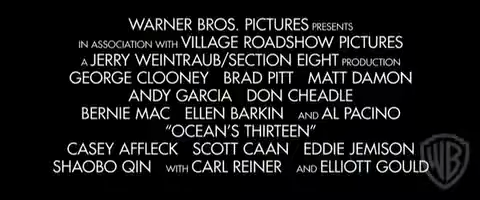 WARNER BROS. PICTURES PRESENTS
IN ASSOCIATION WITH VILLAGE ROADSHOW PICTURES
A JERRY WEINTRAUB/SECTION EIGHT PRODUCTION
GEORGE CLOONEY BRAD PITT MATT DAMON
ANDY GARCIA DON CHEADLE
BERNIE MAC ELLEN BARKIN AND AL PACINO
"OCEAN'S THIRTEEN"
CASEY AFFLECK SCOTT CAAN EDDIE JEMISON
SHAOBO QIN WITH CARL REINER AND ELLIOTT GOULD
WB